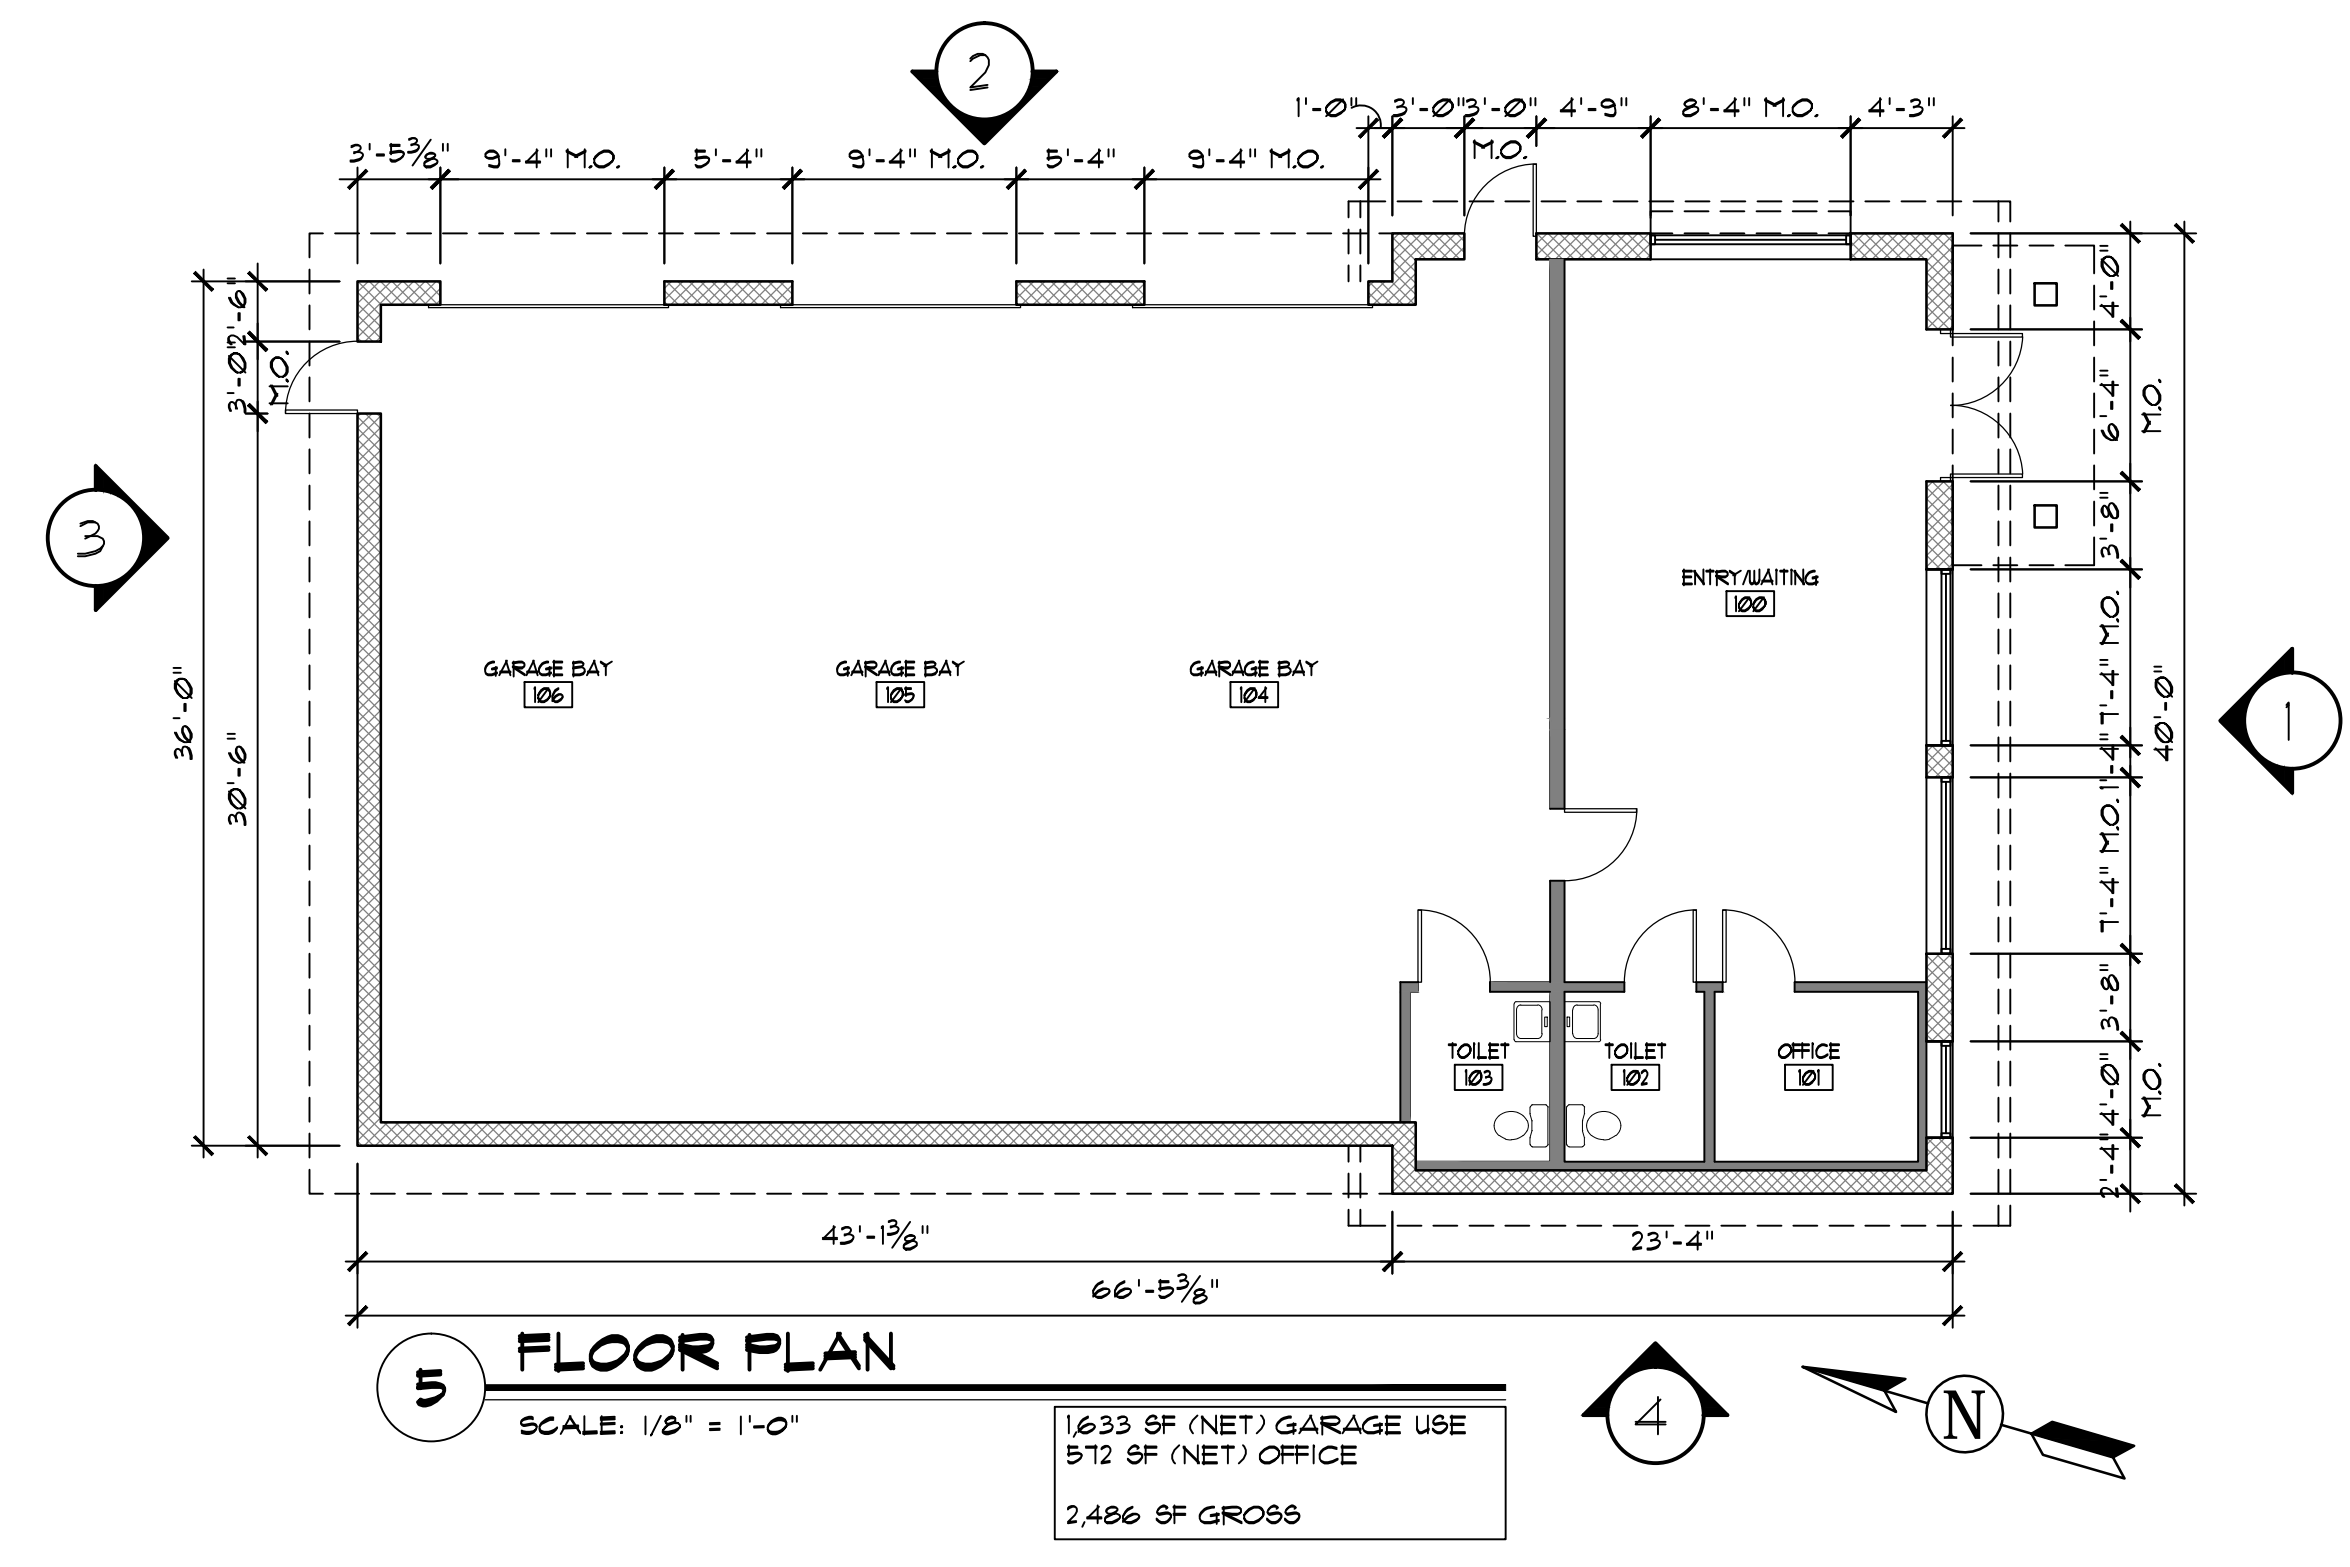 2
1'-0" 3'-0" 3'-0" 4'-9" 8'-4" M.O. 4'-3"
M.O.
3'-5⅜" 9'-4" M.O. 5'-4" 9'-4" M.O. 5'-4" 9'-4" M.O.
2'-6"
3'-0"
M.O.
36'-0"
30'-6"
3
4'-0"
6'-4"
M.O.
3'-8"
7'-4" M.O.
1'-4"
7'-4" M.O.
3'-8"
4'-0"
M.O.
2'-4"
40'-0"
1
ENTRY/WAITING
100
GARAGE BAY GARAGE BAY GARAGE BAY
106 105 104
TOILET TOILET OFFICE
103 102 101
43'-1⅜" 23'-4"
66'-5⅜"
5 FLOOR PLAN
SCALE: 1/8" = 1'-0"
1,633 SF (NET) GARAGE USE
572 SF (NET) OFFICE
2,486 SF GROSS
4
N